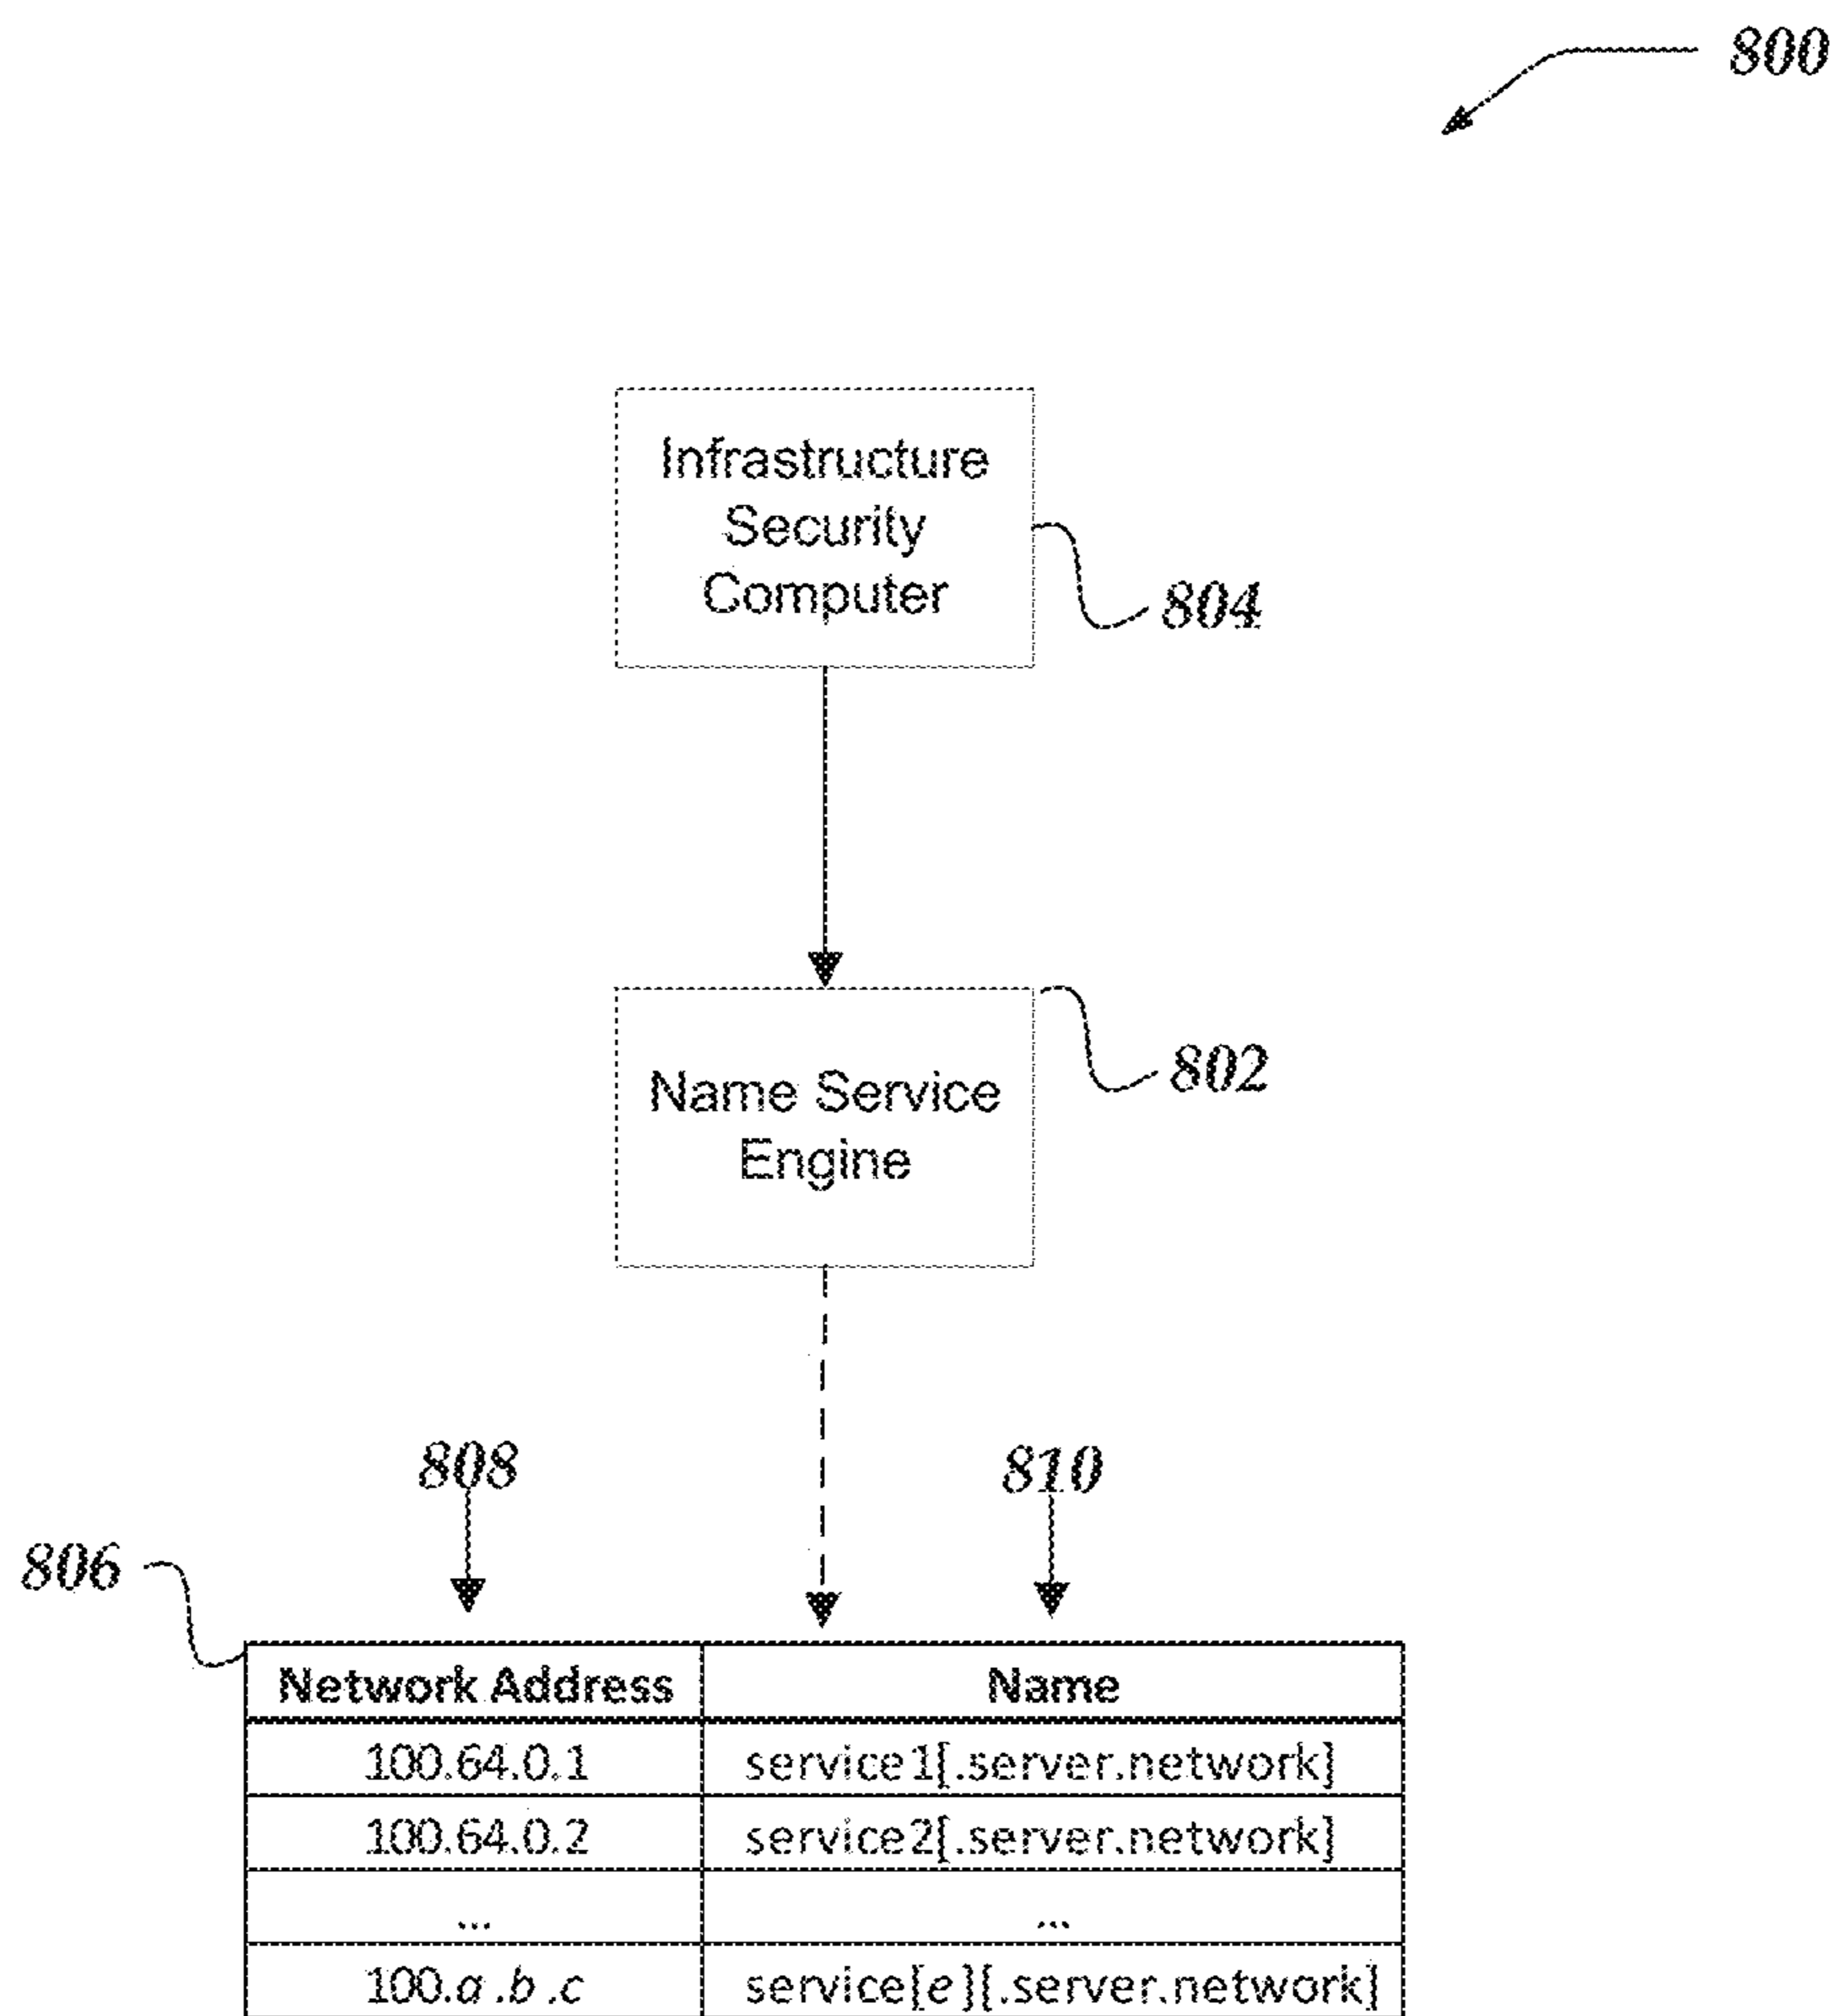 800
Infrastructure
Security
Computer
804
Name Service
Engine
802
808
810
806
Network Address Name
100.64.0.1 service1[.server.network]
100.64.0.2 service2[.server.network]
... ...
100.a.b.c service[e][.server.network]